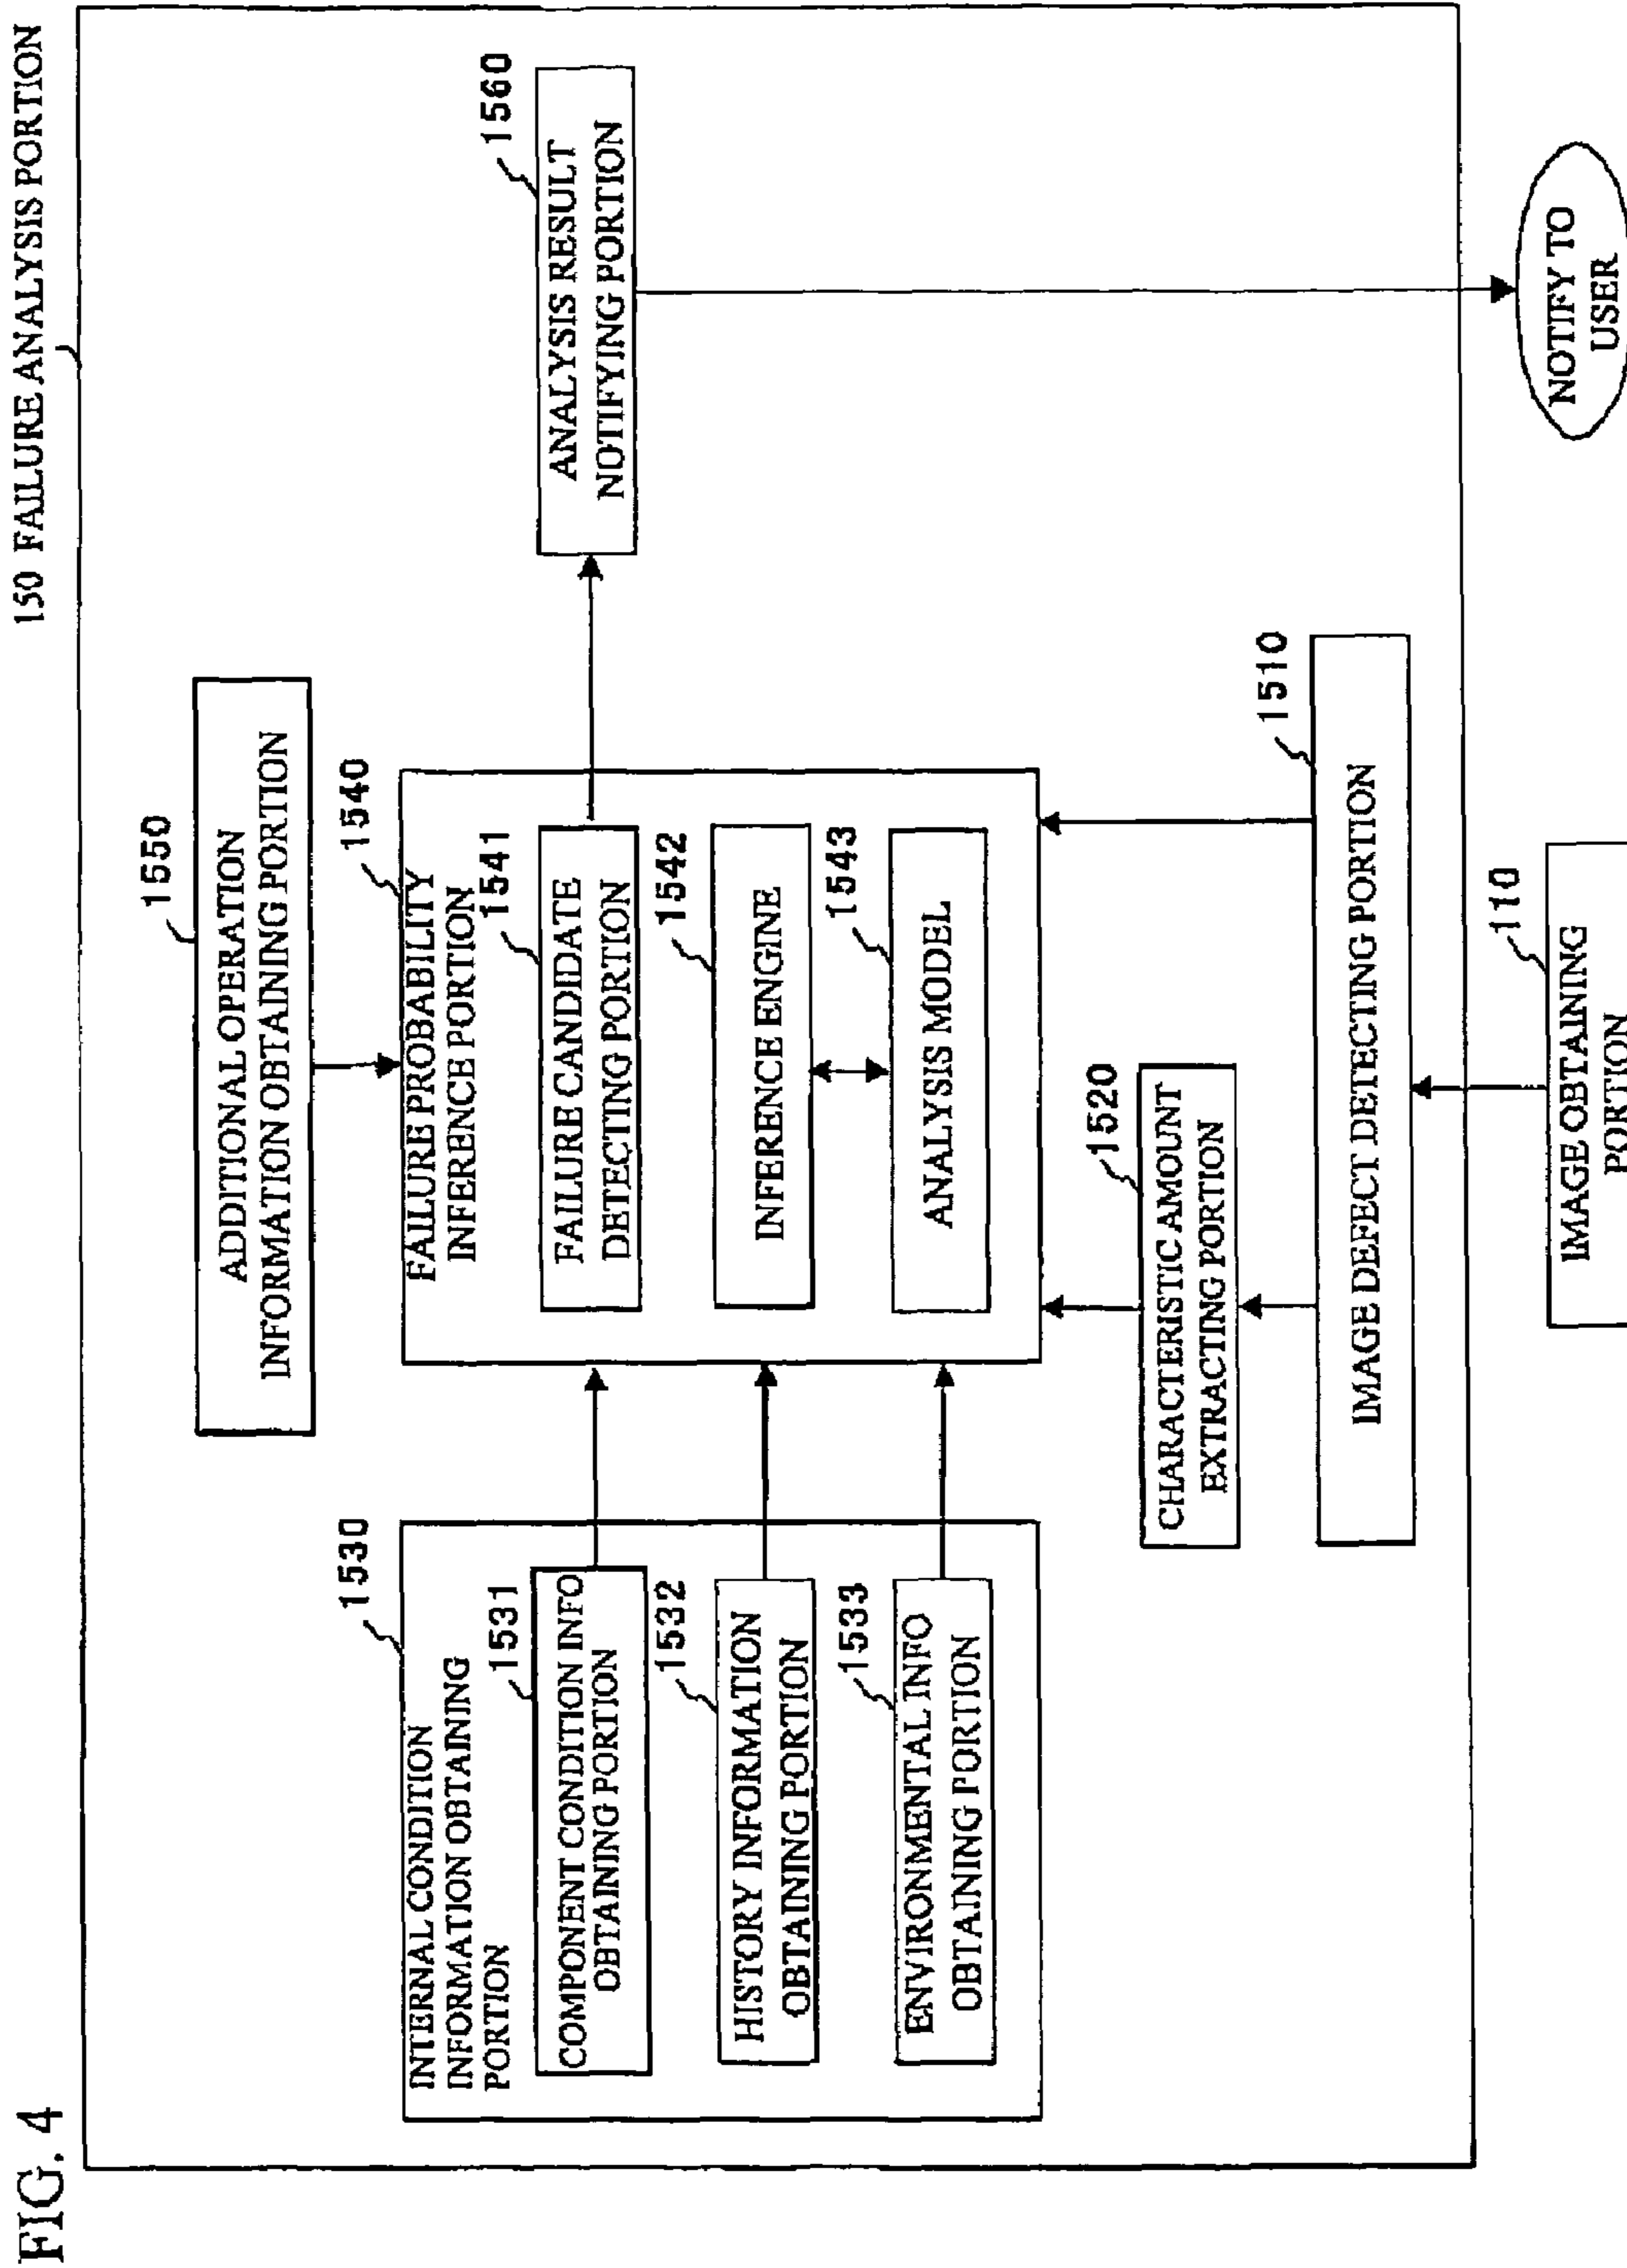 FIG. 4
150 FAILURE ANALYSIS PORTION
1550
ADDITIONAL OPERATION
INFORMATION OBTAINING PORTION
1530
INTERNAL CONDITION
INFORMATION OBTAINING
PORTION
1531
COMPONENT CONDITION INFO
OBTAINING PORTION
1532
HISTORY INFORMATION
OBTAINING PORTION
1533
ENVIRONMENTAL INFO
OBTAINING PORTION
1540
FAILURE PROBABILITY
INFERENCE PORTION
1541
FAILURE CANDIDATE
DETECTING PORTION
1542
INFERENCE ENGINE
1543
ANALYSIS MODEL
1560
ANALYSIS RESULT
NOTIFYING PORTION
1520
CHARACTERISTIC AMOUNT
EXTRACTING PORTION
1510
IMAGE DEFECT DETECTING PORTION
110
IMAGE OBTAINING
PORTION
NOTIFY TO
USER